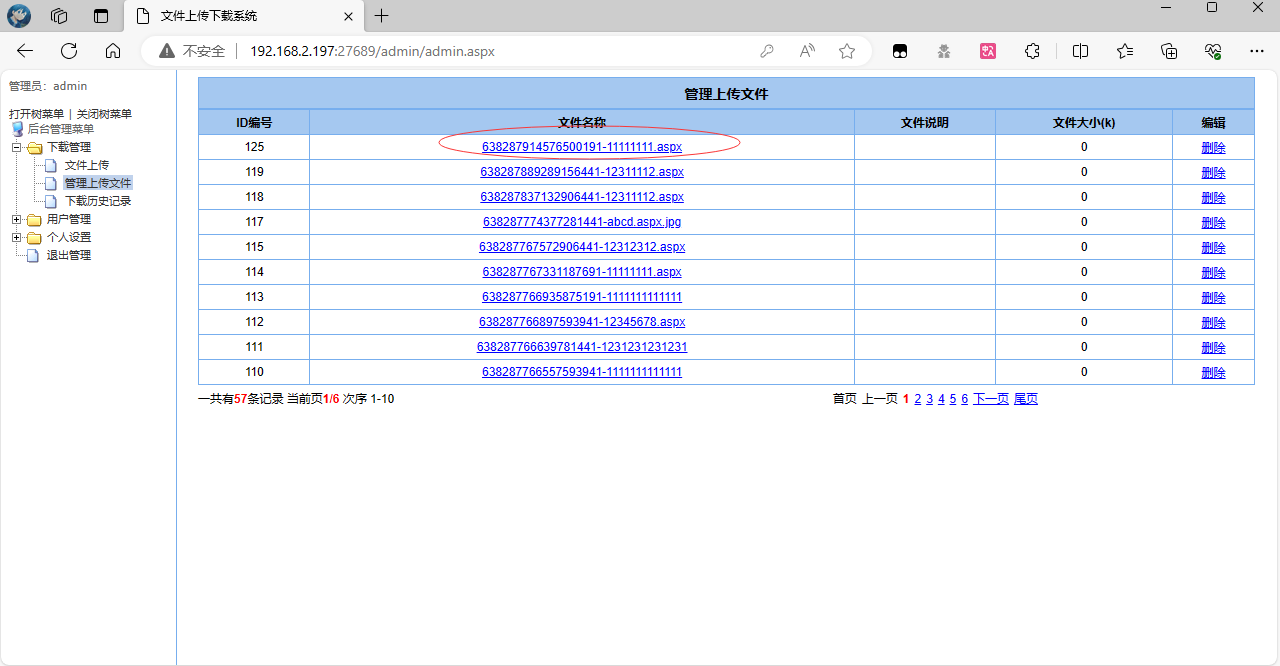 文件上传下载系统
不安全 192.168.2.197:27689/admin/admin.aspx
管理员：admin
打开树菜单 | 关闭树菜单
后台管理菜单
下载管理
文件上传
管理上传文件
下载历史记录
用户管理
个人设置
退出管理
管理上传文件
ID编号 文件名称 文件说明 文件大小(k) 编辑
125 638287914576500191-11111111.aspx 0 删除
119 638287889289156441-12311112.aspx 0 删除
118 638287837132906441-12311112.aspx 0 删除
117 638287774377281441-abcd.aspx.jpg 0 删除
115 638287767572906441-12312312.aspx 0 删除
114 638287767331187691-11111111.aspx 0 删除
113 638287766935875191-1111111111111 0 删除
112 638287766897593941-12345678.aspx 0 删除
111 638287766639781441-1231231231231 0 删除
110 638287766557593941-1111111111111 0 删除
一共有57条记录 当前页1/6 次序 1-10 首页 上一页 1 2 3 4 5 6 下一页 尾页